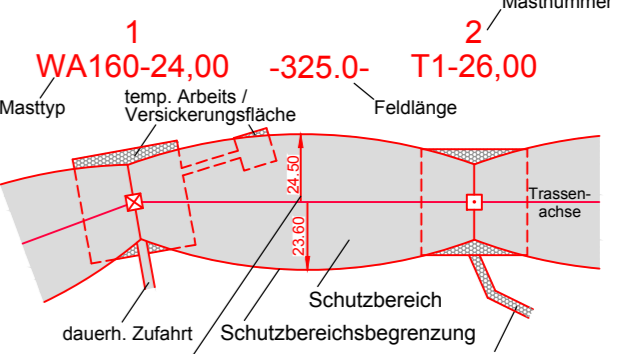 Mastnummer
1
2
WA160-24,00
-325.0-
T1-26,00
Masttyp
temp. Arbeits /
Versickerungsfläche
Feldlänge
24.50
Trassen-
achse
23.60
Schutzbereich
dauerh. Zufahrt
Schutzbereichsbegrenzung